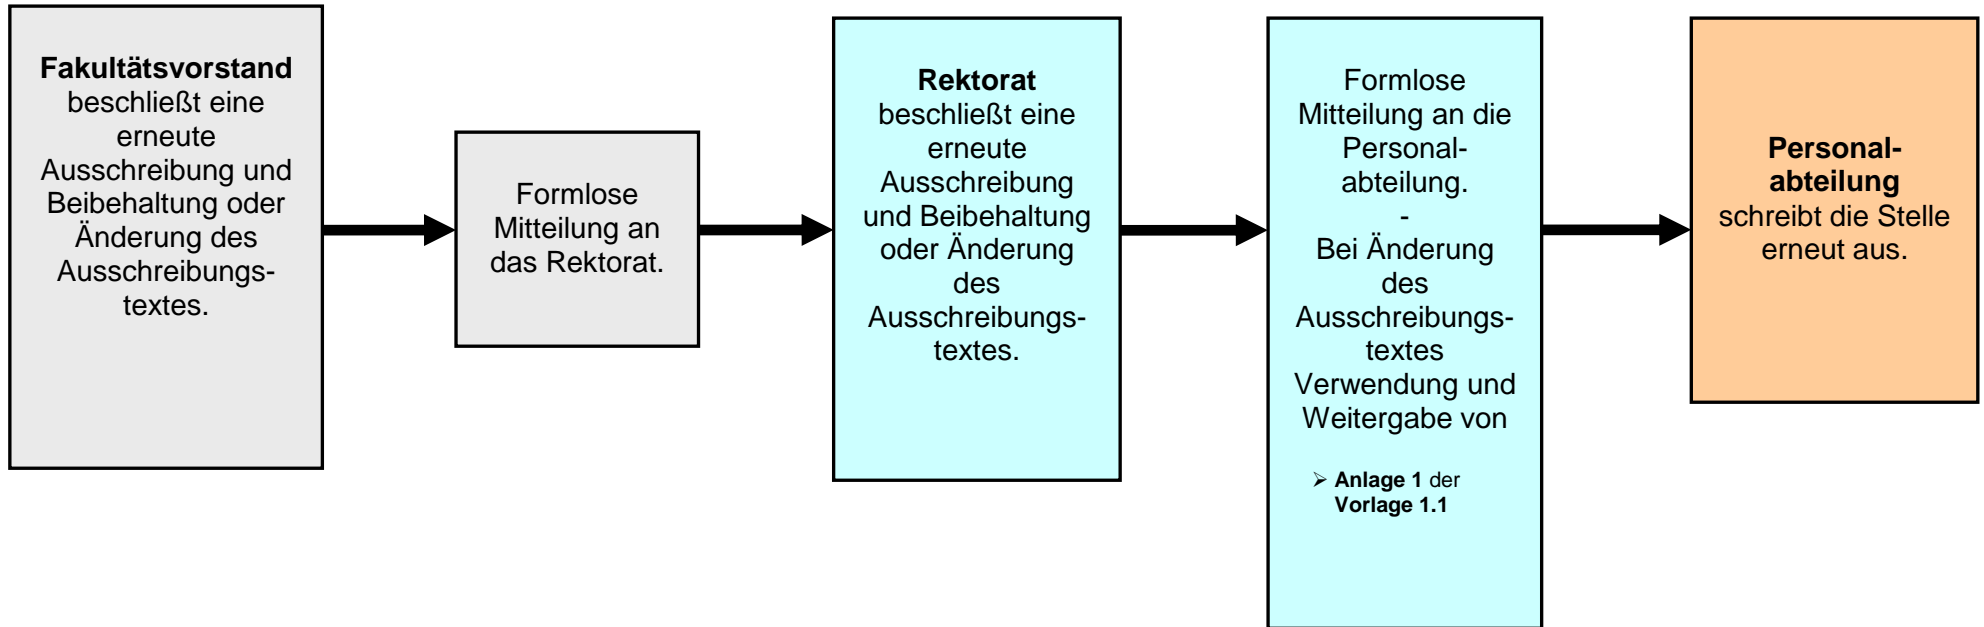 Fakultätsvorstand
beschließt eine
erneute
Ausschreibung und
Beibehaltung oder
Änderung des
Ausschreibungs-
textes.
Formlose
Mitteilung an
das Rektorat.
Rektorat
beschließt eine
erneute
Ausschreibung
und Beibehaltung
oder Änderung
des
Ausschreibungs-
textes.
Formlose
Mitteilung an die
Personal-
abteilung.
-
Bei Änderung
des
Ausschreibungs-
textes
Verwendung und
Weitergabe von
➢ Anlage 1 der
Vorlage 1.1
Personal-
abteilung
schreibt die Stelle
erneut aus.